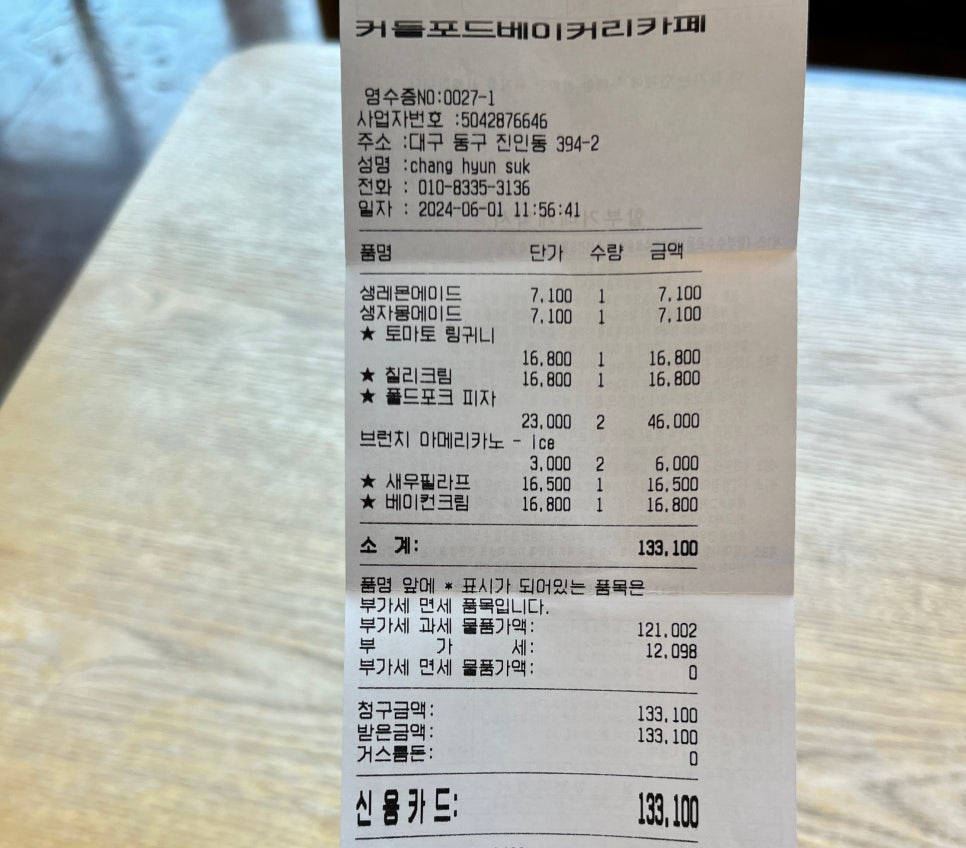 커들포드베이커리카페
영수증NO:0027-1
사업자번호 :5042876646
주소 :대구 동구 진인동 394-2
성명 :chang hyun suk
전화 : 010-8335-3136
일자 : 2024-06-01 11:56:41
품명 단가 수량 금액
생레몬에이드 7,100 1 7,100
생자몽에이드 7,100 1 7,100
★ 토마토 링귀니
16,800 1 16,800
★ 칠리크림 16,800 1 16,800
★ 풀드포크 피자
23,000 2 46,000
브런치 아메리카노 - ice
3,000 2 6,000
★ 새우필라프 16,500 1 16,500
★ 베이컨크림 16,800 1 16,800
소 계: 133,100
품명 앞에 * 표시가 되어있는 품목은
부가세 면세 품목입니다.
부가세 과세 물품가액: 121,002
부 가 세: 12,098
부가세 면세 물품가액: 0
청구금액: 133,100
받은금액: 133,100
거스름돈: 0
신용카드: 133,100